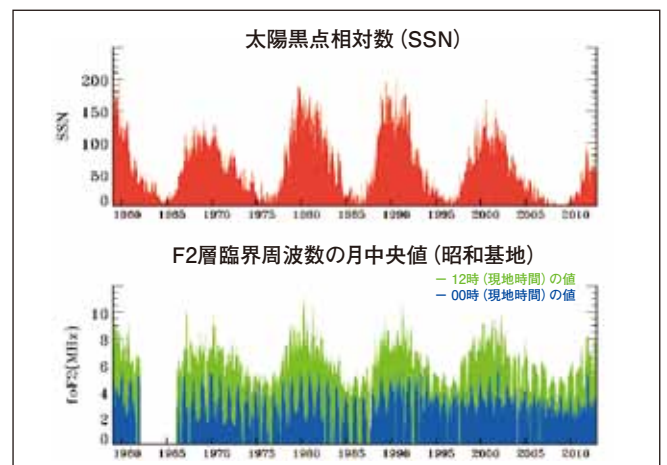 太陽黒点相対数 (SSN)
200
150
100
50
0
SSN
1960 1965 1970 1975 1980 1985 1990 1995 2000 2005 2010
F2層臨界周波数の月中央値 (昭和基地)
− 12時 (現地時間) の値
− 00時 (現地時間) の値
10
8
6
4
2
0
foF2[MHz]
1960 1965 1970 1975 1980 1985 1990 1995 2000 2005 2010